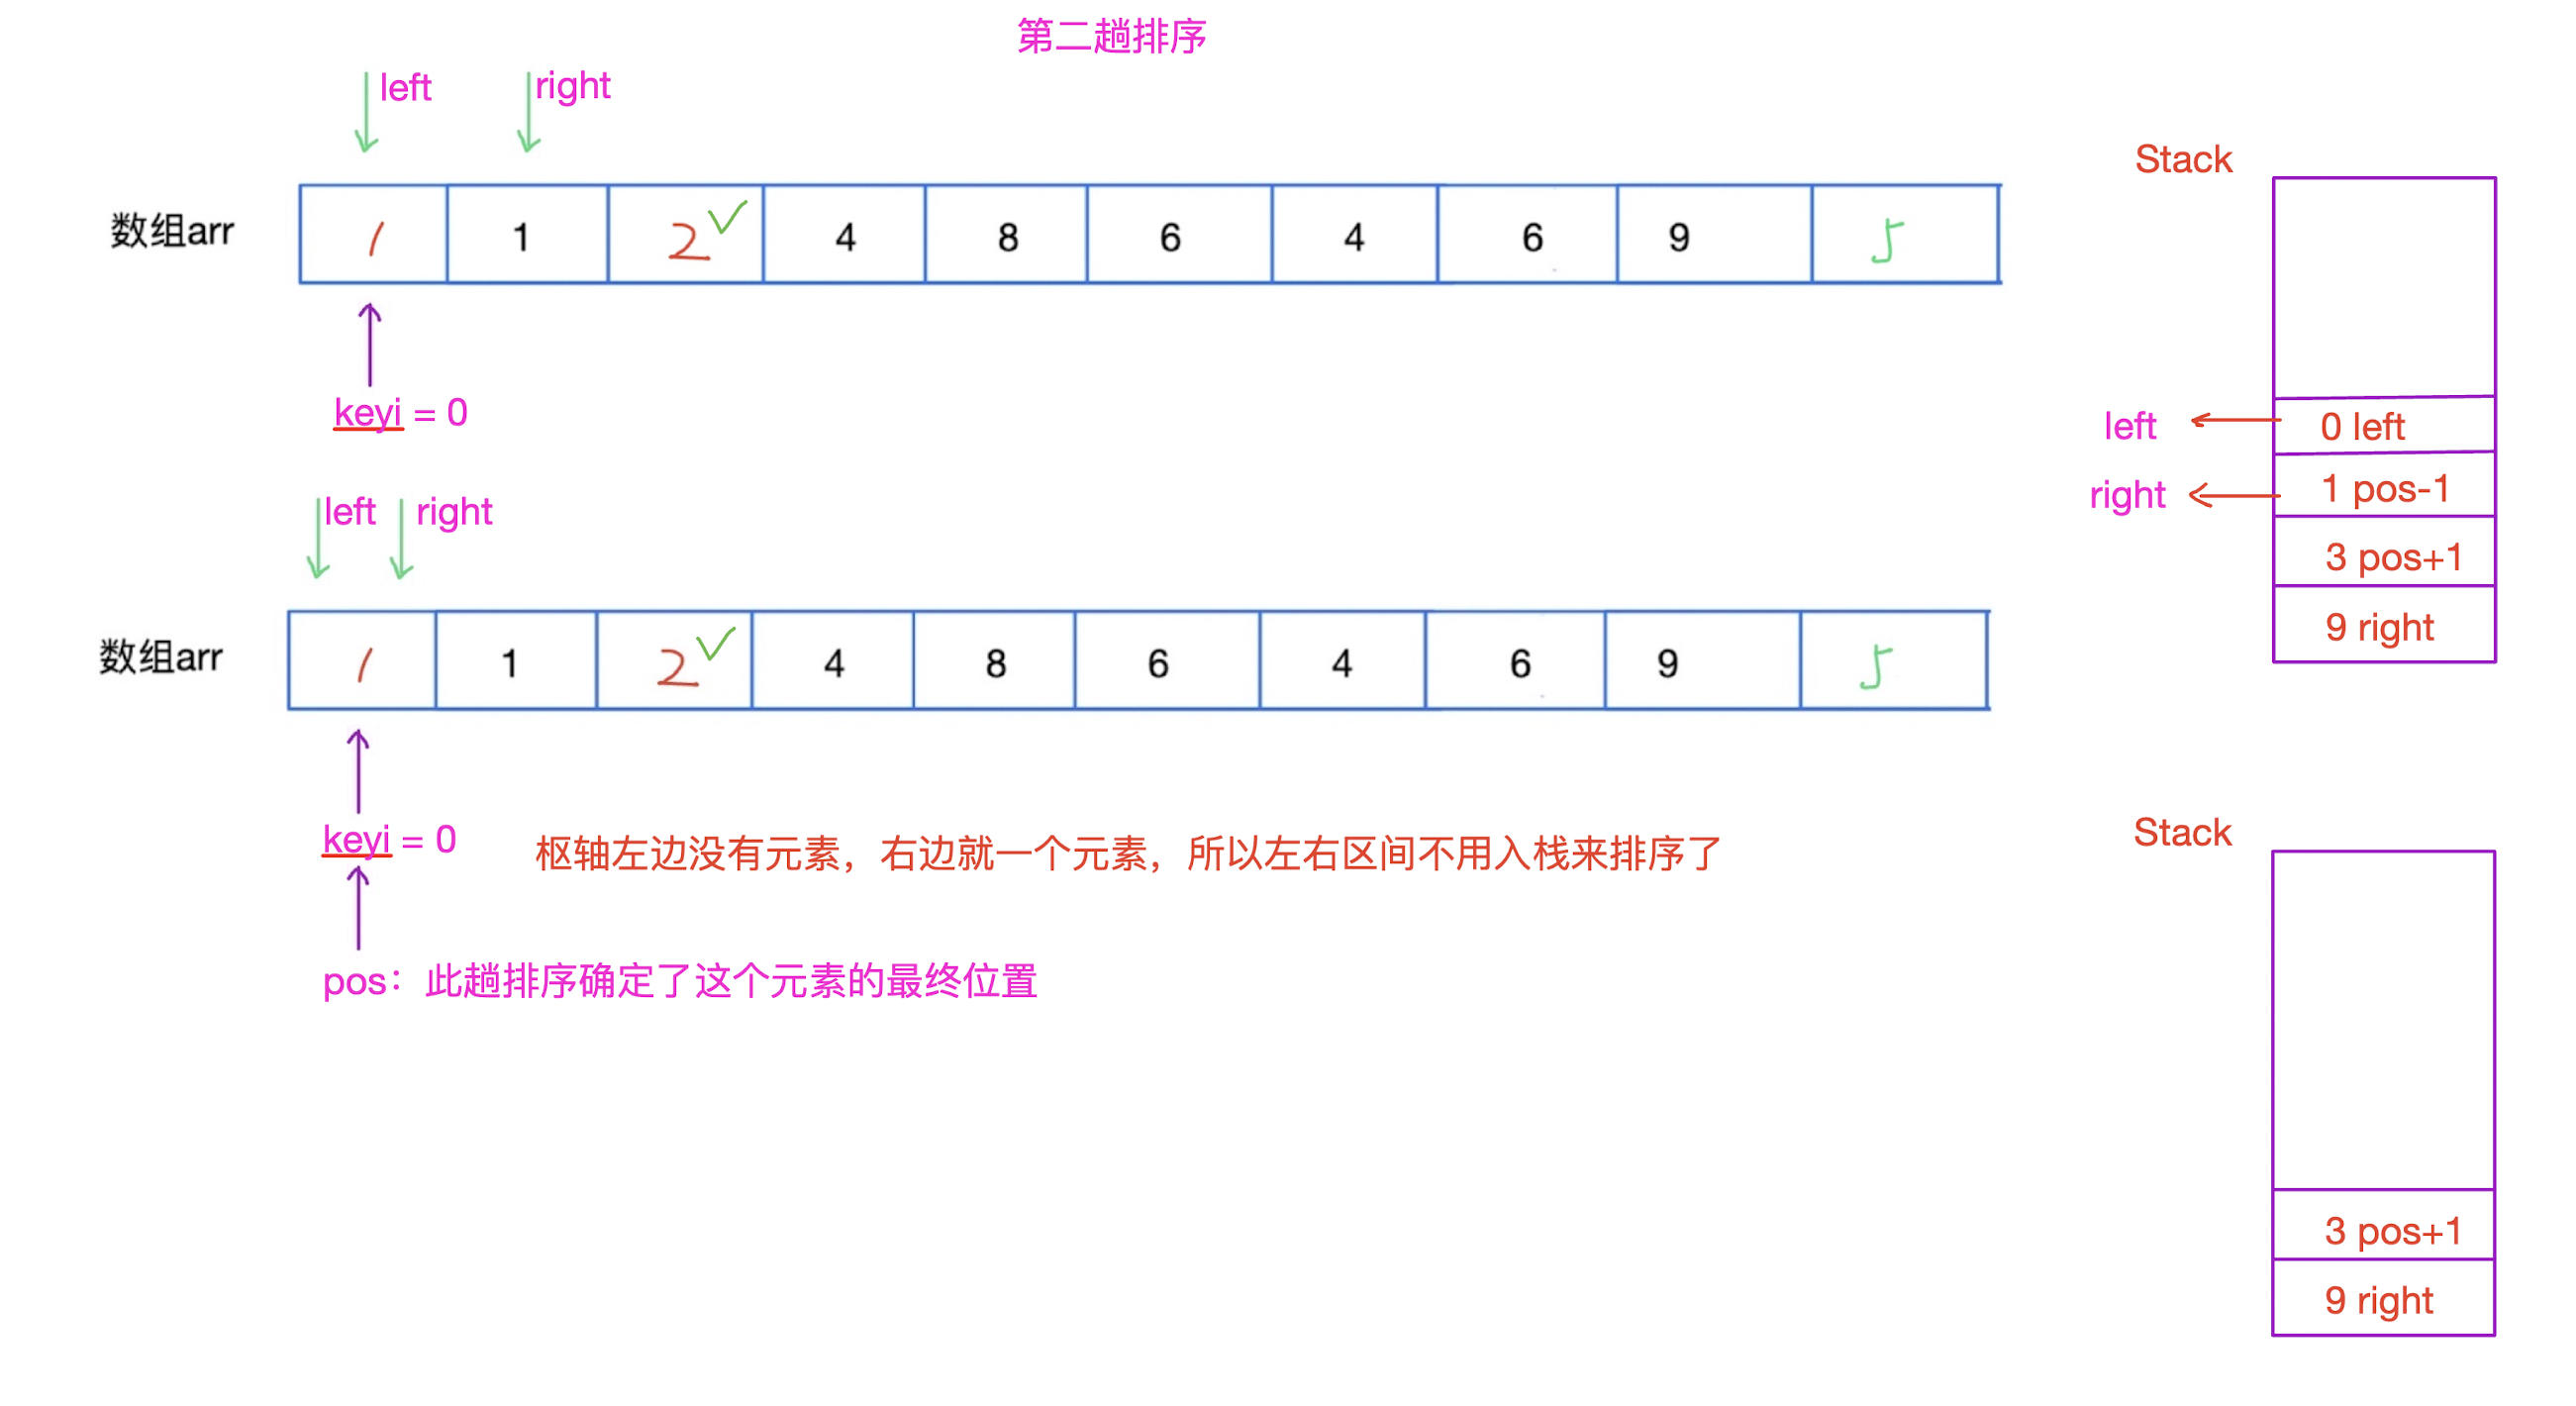 第二趟排序
left right
Stack
数组arr 1 1 2 4 8 6 4 6 9 5
keyi = 0
left 0 left
right 1 pos-1
3 pos+1
9 right
left right
数组arr 1 1 2 4 8 6 4 6 9 5
keyi = 0
枢轴左边没有元素，右边就一个元素，所以左右区间不用入栈来排序了
pos：此趟排序确定了这个元素的最终位置
Stack
3 pos+1
9 right